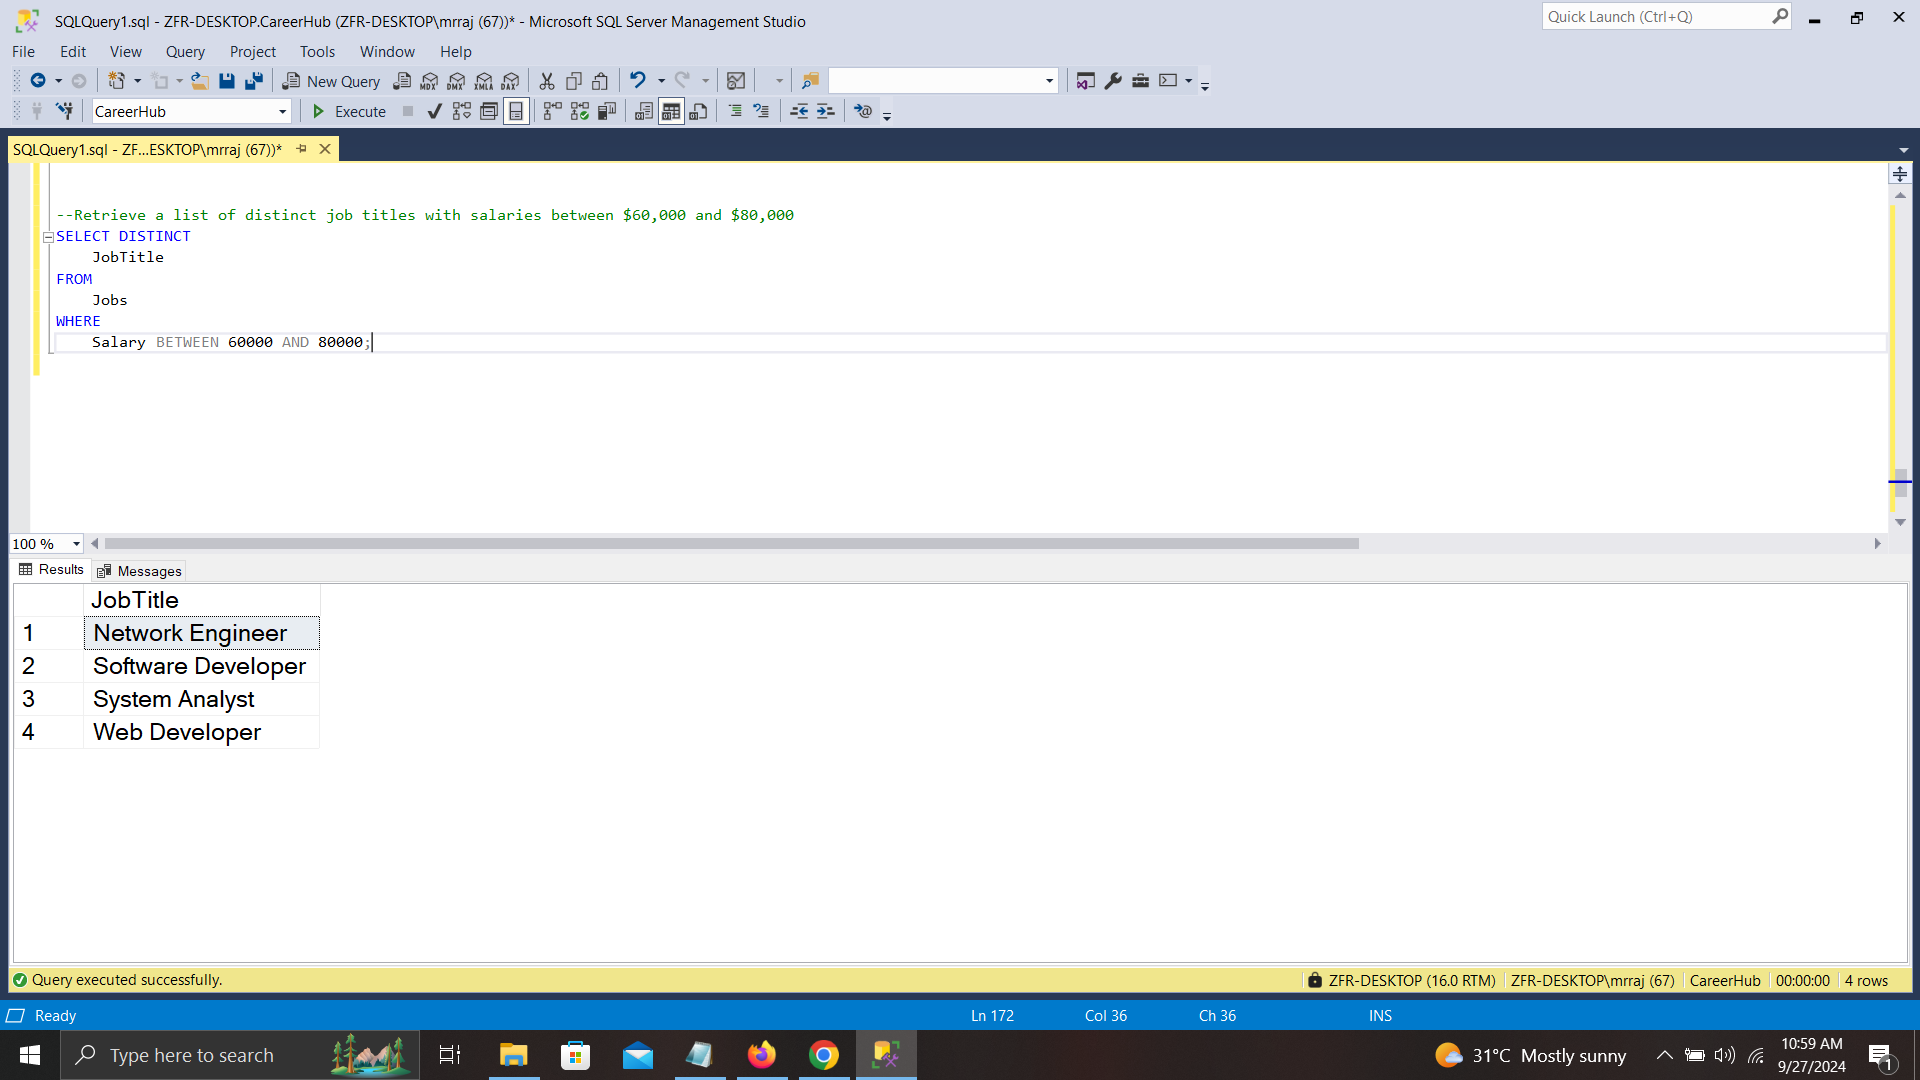 SQLQuery1.sql - ZFR-DESKTOP.CareerHub (ZFR-DESKTOP\mrraj (67))* - Microsoft SQL Server Management Studio
Quick Launch (Ctrl+Q)
File Edit View Query Project Tools Window Help
New Query MDX DMX XMLA DAX
CareerHub Execute
SQLQuery1.sql - ZF...ESKTOP\mrraj (67))*
--Retrieve a list of distinct job titles with salaries between $60,000 and $80,000
SELECT DISTINCT
JobTitle
FROM
Jobs
WHERE
Salary BETWEEN 60000 AND 80000;
100 %
Results Messages
JobTitle
1 Network Engineer
2 Software Developer
3 System Analyst
4 Web Developer
Query executed successfully. ZFR-DESKTOP (16.0 RTM) ZFR-DESKTOP\mrraj (67) CareerHub 00:00:00 4 rows
Ready Ln 172 Col 36 Ch 36 INS
Type here to search 31°C Mostly sunny 10:59 AM
9/27/2024 1